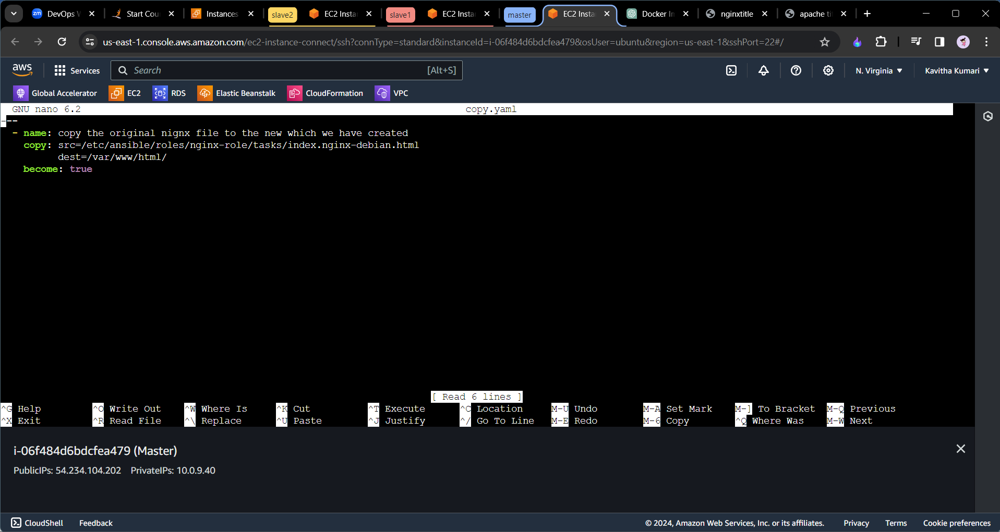 DevOps
Start Cou
Instances
slave2
EC2 Insta
slave1
EC2 Insta
master
EC2 Insta
Docker In
nginxtitle
apache ti
us-east-1.console.aws.amazon.com/ec2-instance-connect/ssh?connType=standard&instanceId=i-06f484d6bdcfea479&osUser=ubuntu&region=us-east-1&sshPort=22#/
aws
Services
Search
[Alt+S]
N. Virginia
Kavitha Kumari
Global Accelerator
EC2
RDS
Elastic Beanstalk
CloudFormation
VPC
GNU nano 6.2 copy.yaml
---
- name: copy the original nignx file to the new which we have created
copy: src=/etc/ansible/roles/nginx-role/tasks/index.nginx-debian.html
dest=/var/www/html/
become: true
[ Read 6 lines ]
^G Help ^O Write Out ^W Where Is ^K Cut ^T Execute ^C Location M-U Undo M-A Set Mark M-] To Bracket M-Q Previous
^X Exit ^R Read File ^\ Replace ^U Paste ^J Justify ^/ Go To Line M-E Redo M-6 Copy ^Q Where Was M-W Next
i-06f484d6bdcfea479 (Master)
PublicIPs: 54.234.104.202 PrivateIPs: 10.0.9.40
CloudShell
Feedback
© 2024, Amazon Web Services, Inc. or its affiliates.
Privacy
Terms
Cookie preferences